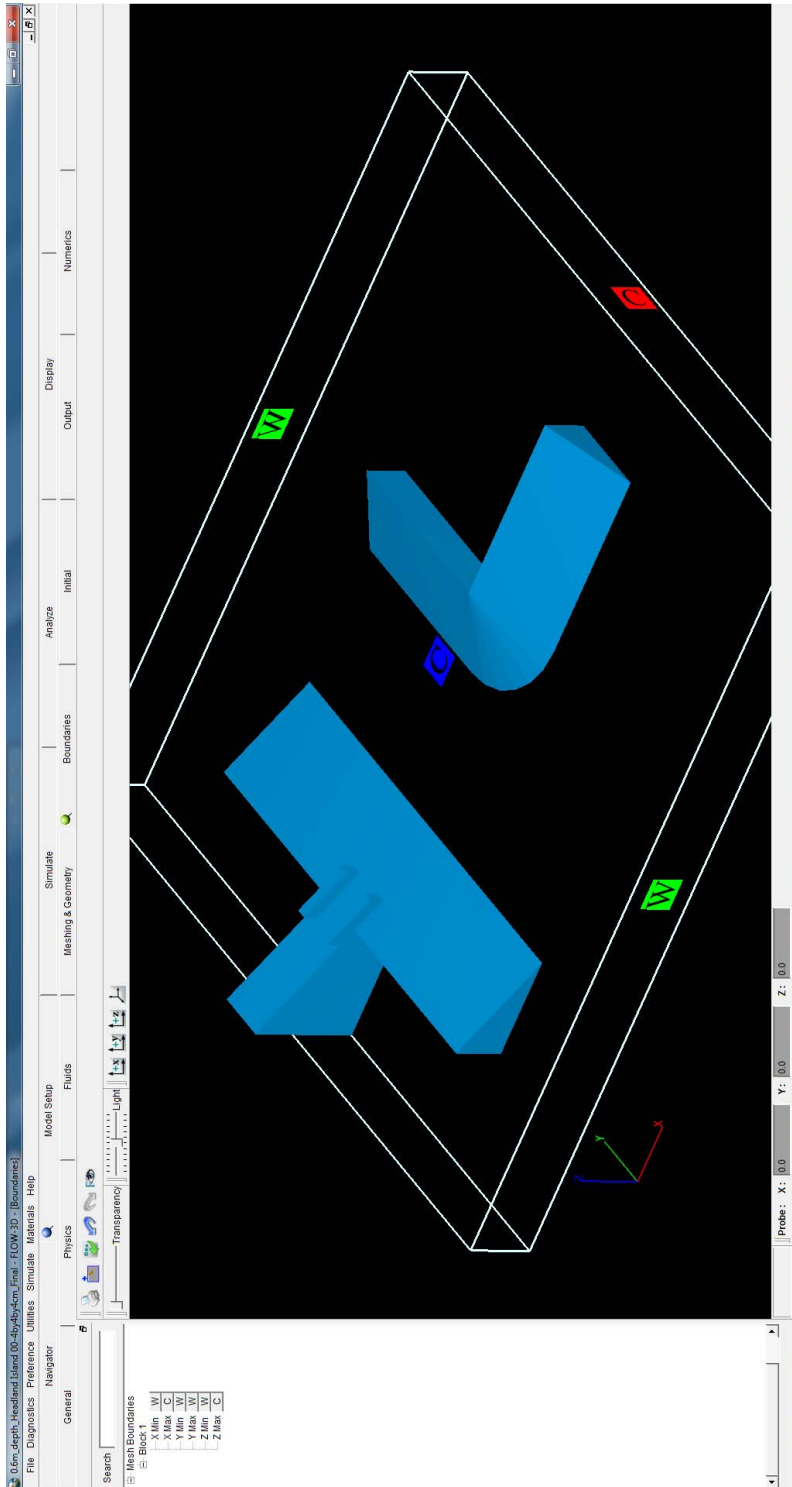 0.6m_depth_Headland Island 00-4by4by4cm_Final - FLOW-3D - [Boundaries]
File Diagnostics Preference Utilities Simulate Materials Help
Navigator Model Setup Simulate Analyze Display
General Physics Fluids Meshing & Geometry Boundaries Initial Output Numerics
Search
Transparency Light
+x +y +z
Mesh Boundaries
Block 1
X Min W
X Max C
Y Min W
Y Max W
Z Min W
Z Max C
W
C
C
W
Z
Y
X
Probe: X: 0.0 Y: 0.0 Z: 0.0